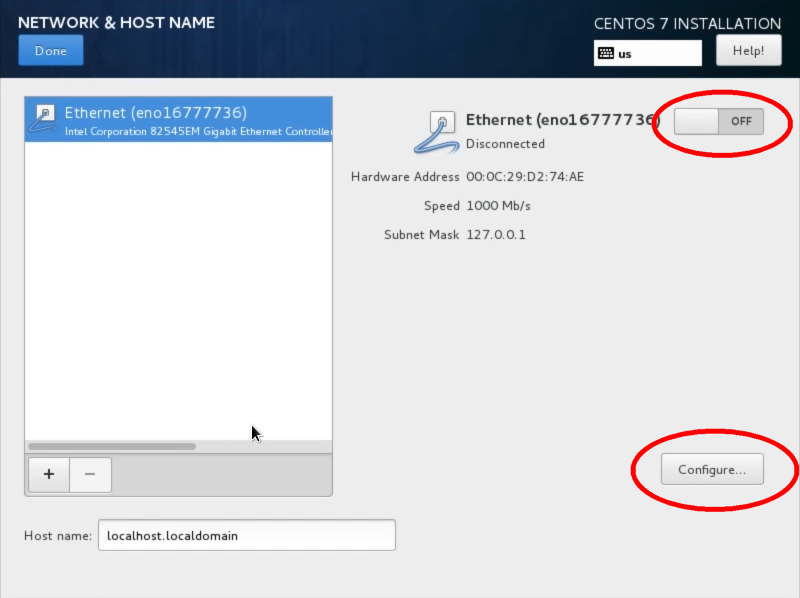 NETWORK & HOST NAME
CENTOS 7 INSTALLATION
Done
us
Help!
Ethernet (eno16777736)
Intel Corporation 82545EM Gigabit Ethernet Controller
Ethernet (eno16777736)
OFF
Disconnected
Hardware Address 00:0C:29:D2:74:AE
Speed 1000 Mb/s
Subnet Mask 127.0.0.1
+ −
Configure...
Host name: localhost.localdomain